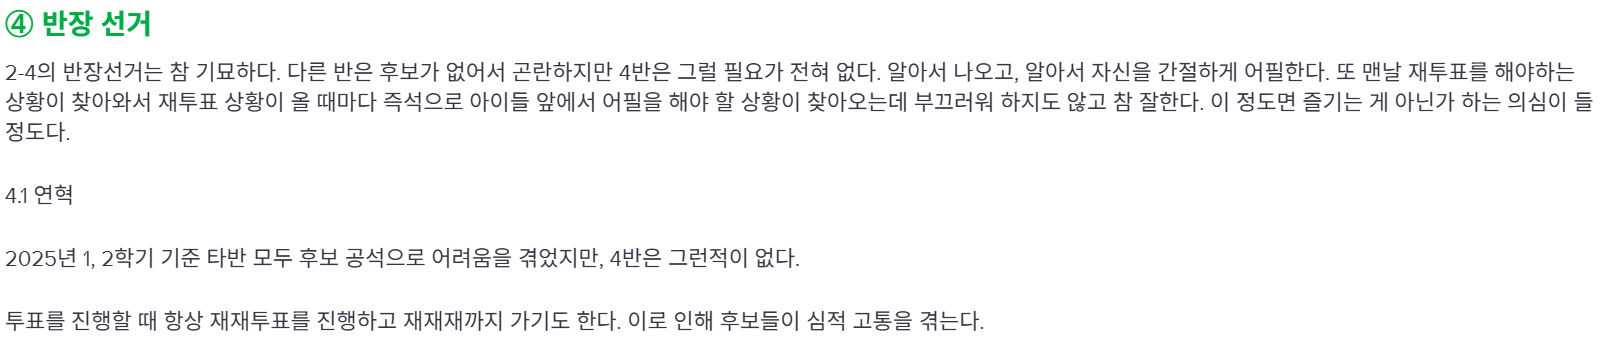 ④ 반장 선거
2-4의 반장선거는 참 기묘하다. 다른 반은 후보가 없어서 곤란하지만 4반은 그럴 필요가 전혀 없다. 알아서 나오고, 알아서 자신을 간절하게 어필한다. 또 맨날 재투표를 해야하는
상황이 찾아와서 재투표 상황이 올 때마다 즉석으로 아이들 앞에서 어필을 해야 할 상황이 찾아오는데 부끄러워 하지도 않고 참 잘한다. 이 정도면 즐기는 게 아닌가 하는 의심이 들
정도다.
4.1 연혁
2025년 1, 2학기 기준 타반 모두 후보 공석으로 어려움을 겪었지만, 4반은 그런적이 없다.
투표를 진행할 때 항상 재재투표를 진행하고 재재재까지 가기도 한다. 이로 인해 후보들이 심적 고통을 겪는다.